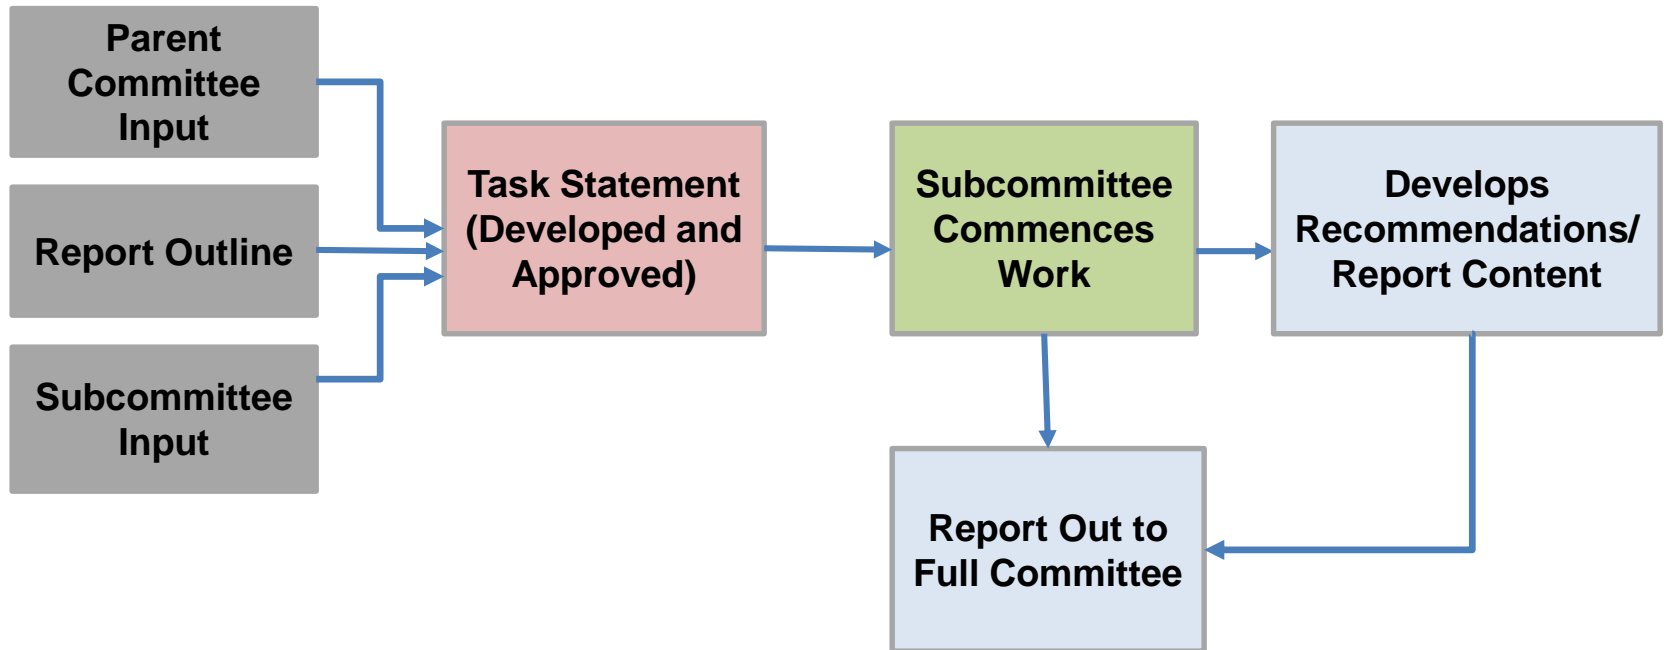 Parent
Committee
Input
Report Outline
Subcommittee
Input
Task Statement
(Developed and
Approved)
Subcommittee
Commences
Work
Develops
Recommendations/
Report Content
Report Out to
Full Committee